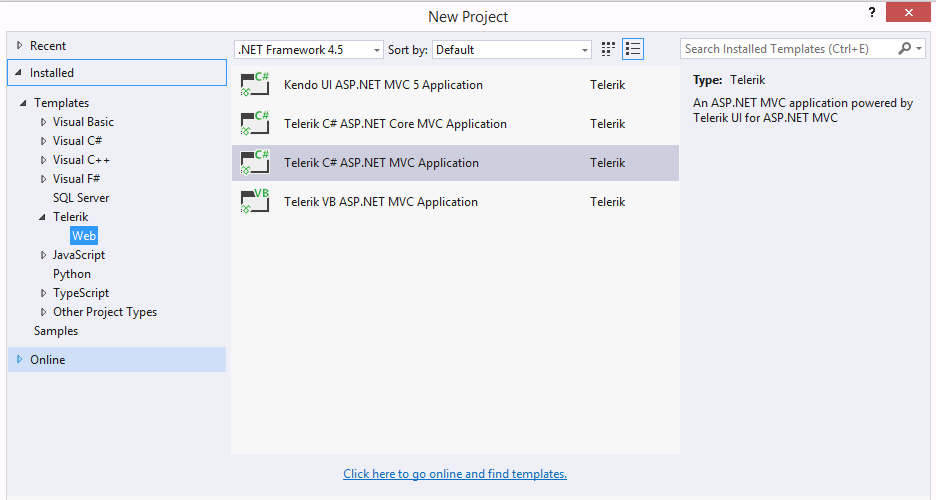 New Project
?
Recent
Installed
Templates
Visual Basic
Visual C#
Visual C++
Visual F#
SQL Server
Telerik
Web
JavaScript
Python
TypeScript
Other Project Types
Samples
Online
.NET Framework 4.5
Sort by: Default
C# Kendo UI ASP.NET MVC 5 Application Telerik
C# Telerik C# ASP.NET Core MVC Application Telerik
C# Telerik C# ASP.NET MVC Application Telerik
VB Telerik VB ASP.NET MVC Application Telerik
Click here to go online and find templates.
Search Installed Templates (Ctrl+E)
Type: Telerik
An ASP.NET MVC application powered by
Telerik UI for ASP.NET MVC